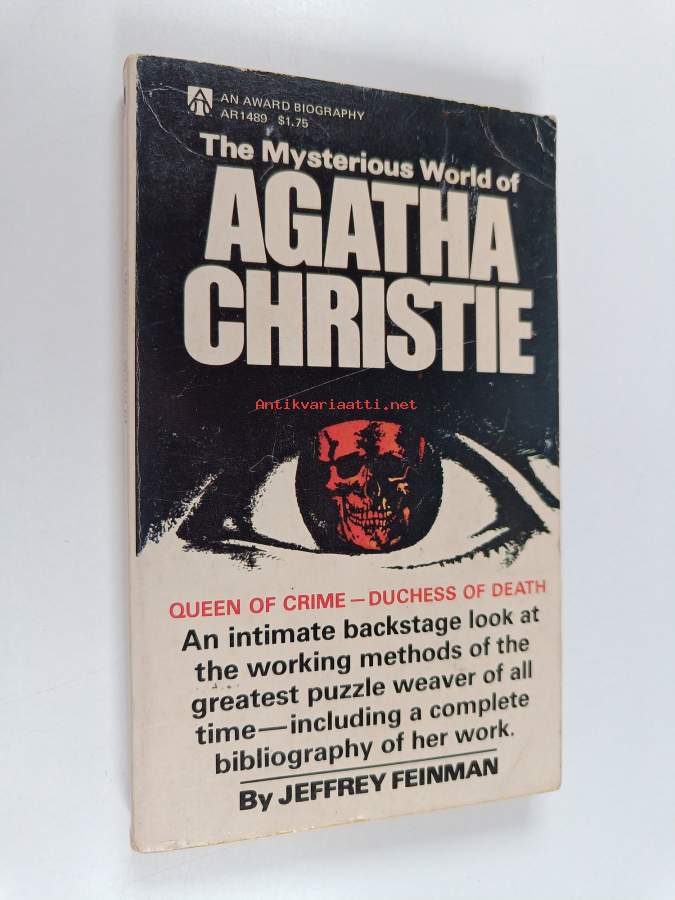 AN AWARD BIOGRAPHY
AR1489 $1.75
The Mysterious World of
AGATHA
CHRISTIE
Antikvariaatti.net
QUEEN OF CRIME—DUCHESS OF DEATH
An intimate backstage look at
the working methods of the
greatest puzzle weaver of all
time—including a complete
bibliography of her work.
By JEFFREY FEINMAN